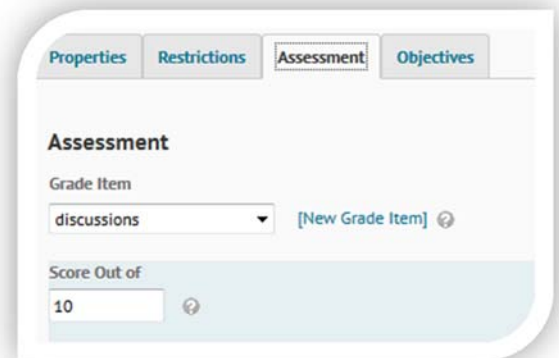 Properties Restrictions Assessment Objectives
Assessment
Grade Item
discussions [New Grade Item] ?
Score Out of
10 ?